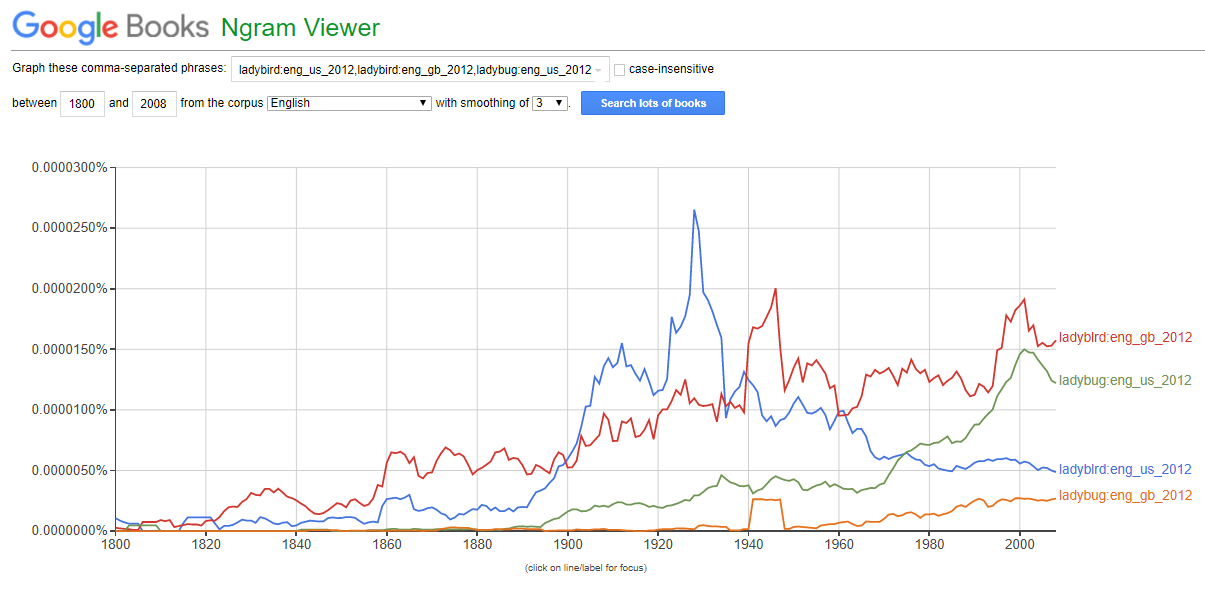 Google Books Ngram Viewer
Graph these comma-separated phrases: ladybird:eng_us_2012,ladybird:eng_gb_2012,ladybug:eng_us_2012 case-insensitive
between 1800 and 2008 from the corpus English with smoothing of 3 . Search lots of books
0.0000300%
0.0000250%
0.0000200%
0.0000150%
0.0000100%
0.0000050%
0.0000000%
ladybird:eng_gb_2012
ladybug:eng_us_2012
ladybird:eng_us_2012
ladybug:eng_gb_2012
1800 1820 1840 1860 1880 1900 1920 1940 1960 1980 2000
(click on line/label for focus)